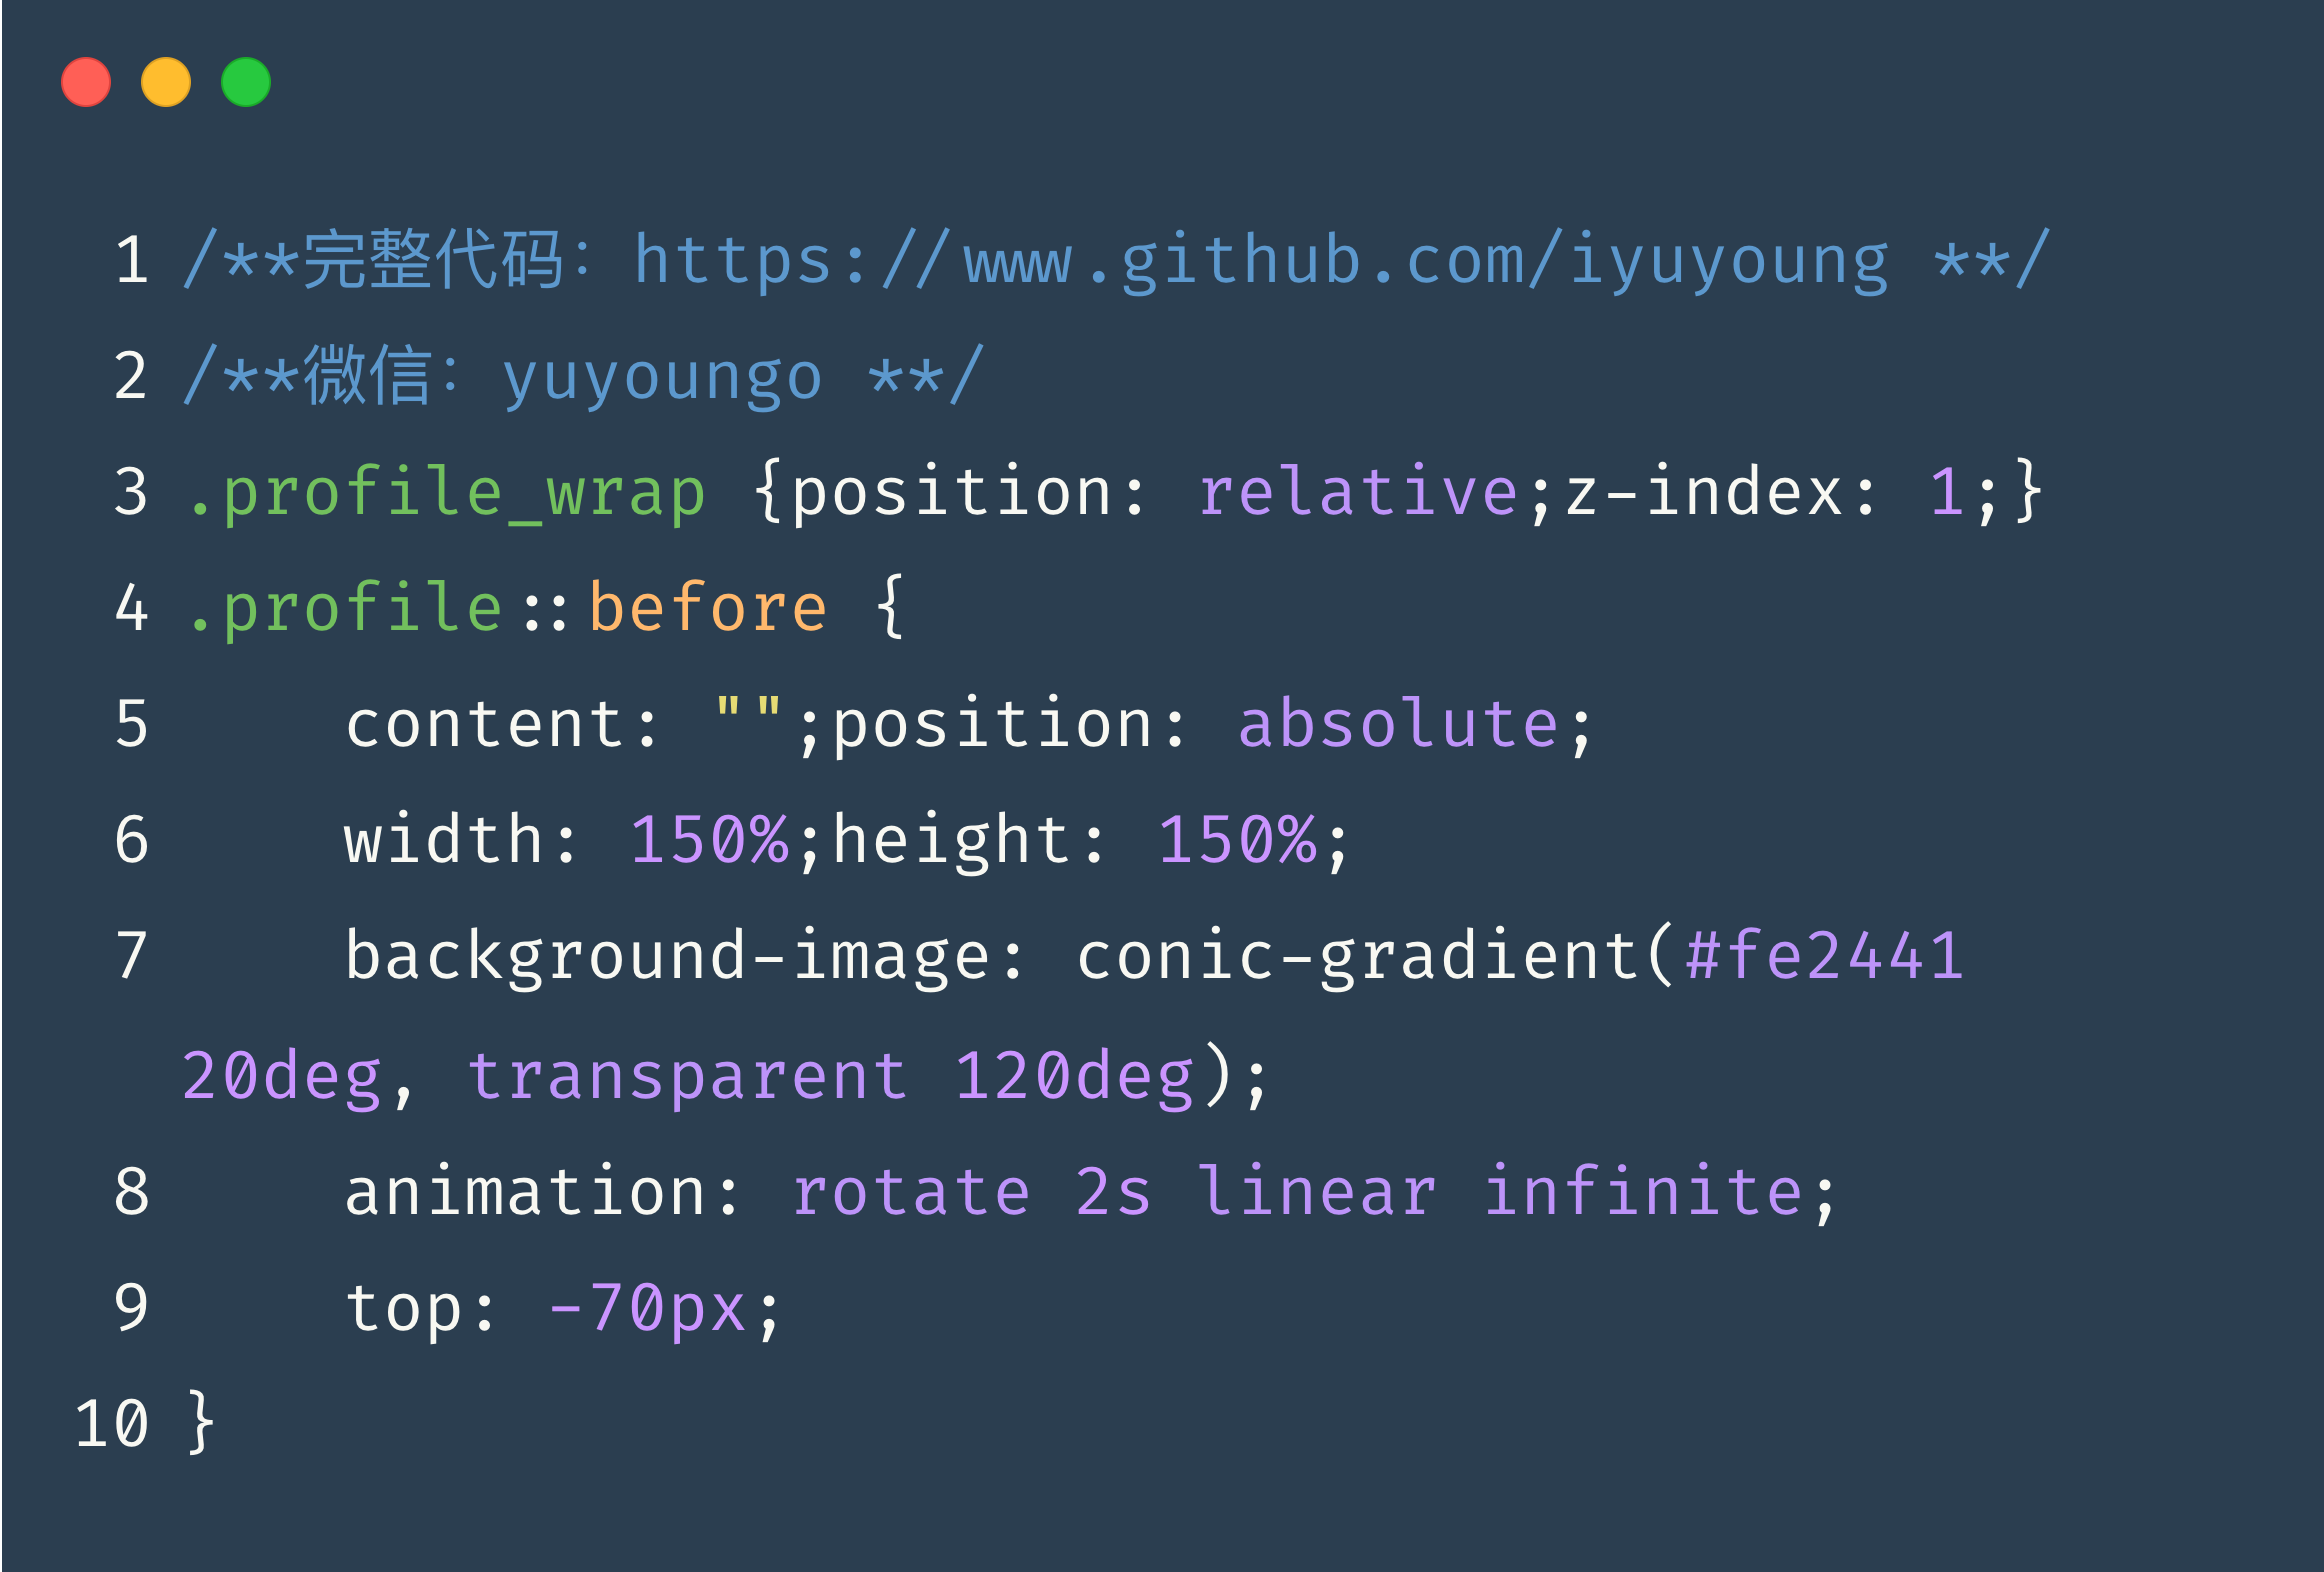 1 /**完整代码：https://www.github.com/iyuyoung **/
2 /**微信：yuyoungo **/
3 .profile_wrap {position: relative;z-index: 1;}
4 .profile::before {
5     content: "";position: absolute;
6     width: 150%;height: 150%;
7     background-image: conic-gradient(#fe2441
20deg, transparent 120deg);
8     animation: rotate 2s linear infinite;
9     top: -70px;
10 }